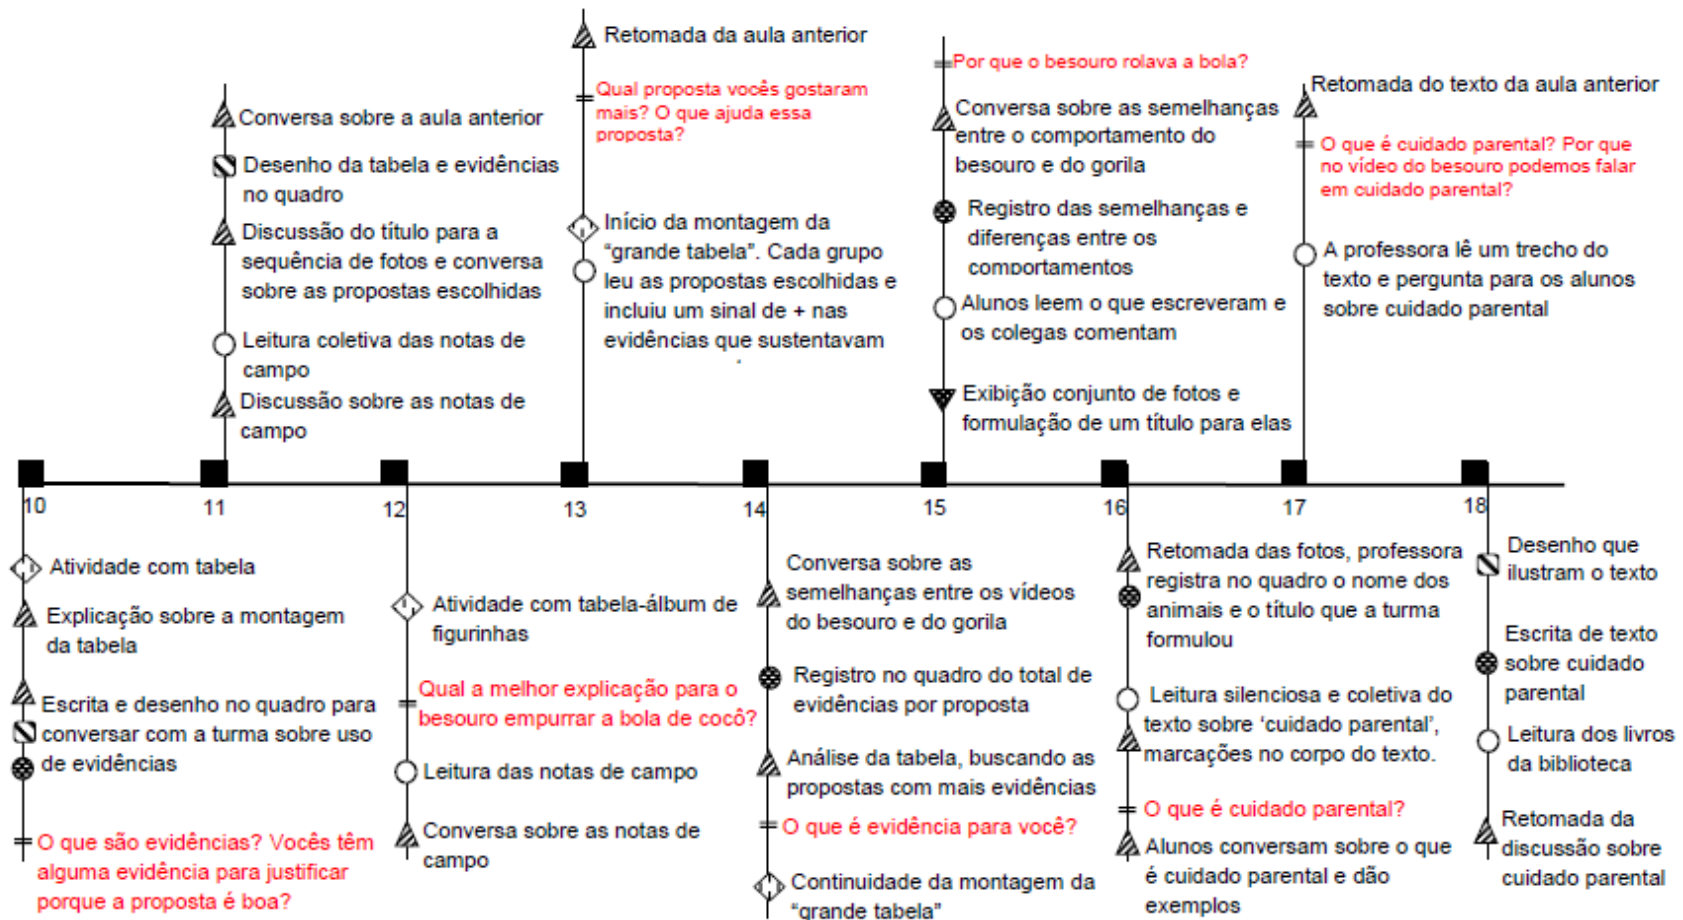 Conversa sobre a aula anterior
Desenho da tabela e evidências
no quadro
Discussão do título para a
sequência de fotos e conversa
sobre as propostas escolhidas
Leitura coletiva das notas de
campo
Discussão sobre as notas de
campo
Retomada da aula anterior
Qual proposta vocês gostaram
mais? O que ajuda essa
proposta?
Início da montagem da
“grande tabela”. Cada grupo
leu as propostas escolhidas e
incluiu um sinal de + nas
evidências que sustentavam
Por que o besouro rolava a bola?
Conversa sobre as semelhanças
entre o comportamento do
besouro e do gorila
Registro das semelhanças e
diferenças entre os
comportamentos
Alunos leem o que escreveram e
os colegas comentam
Exibição conjunto de fotos e
formulação de um título para elas
Retomada do texto da aula anterior
O que é cuidado parental? Por que
no vídeo do besouro podemos falar
em cuidado parental?
A professora lê um trecho do
texto e pergunta para os alunos
sobre cuidado parental
10
11
12
13
14
15
16
17
18
Atividade com tabela
Explicação sobre a montagem
da tabela
Escrita e desenho no quadro para
conversar com a turma sobre uso
de evidências
O que são evidências? Vocês têm
alguma evidência para justificar
porque a proposta é boa?
Atividade com tabela-álbum de
figurinhas
Qual a melhor explicação para o
besouro empurrar a bola de cocô?
Leitura das notas de campo
Conversa sobre as notas de
campo
Conversa sobre as
semelhanças entre os vídeos
do besouro e do gorila
Registro no quadro do total de
evidências por proposta
Análise da tabela, buscando as
propostas com mais evidências
O que é evidência para você?
Continuidade da montagem da
“grande tabela”
Retomada das fotos, professora
registra no quadro o nome dos
animais e o título que a turma
formulou
Leitura silenciosa e coletiva do
texto sobre ‘cuidado parental’,
marcações no corpo do texto.
O que é cuidado parental?
Alunos conversam sobre o que
é cuidado parental e dão
exemplos
Desenho que
ilustram o texto
Escrita de texto
sobre cuidado
parental
Leitura dos livros
da biblioteca
Retomada da
discussão sobre
cuidado parental